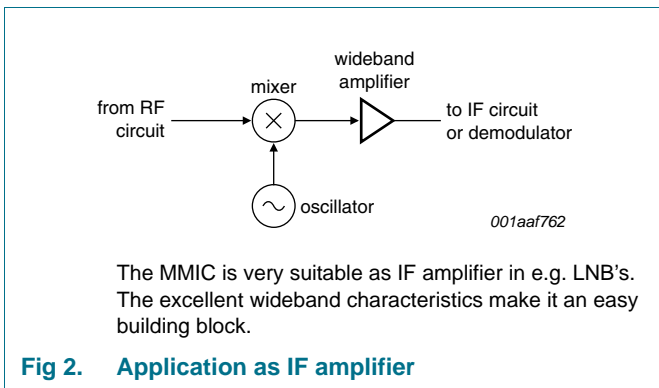 wideband
amplifier
mixer
from RF
circuit
to IF circuit
or demodulator
oscillator
001aaf762
The MMIC is very suitable as IF amplifier in e.g. LNB's.
The excellent wideband characteristics make it an easy
building block.
Fig 2. Application as IF amplifier